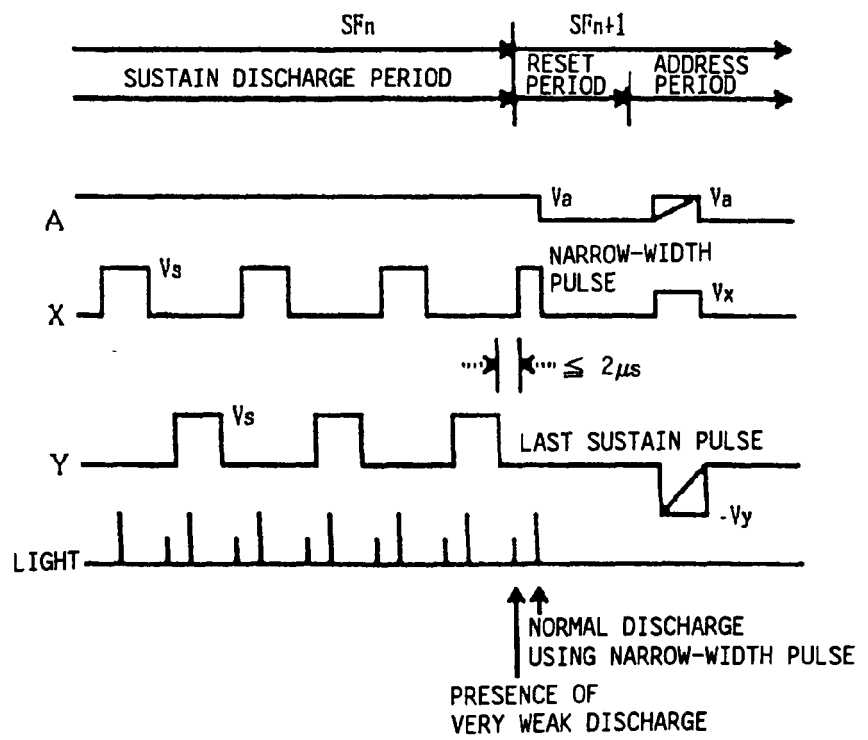 SFn
SFn+1
SUSTAIN DISCHARGE PERIOD
RESET PERIOD
ADDRESS PERIOD
A
Va
Va
X
Vs
NARROW-WIDTH PULSE
Vx
≦ 2μs
Y
Vs
LAST SUSTAIN PULSE
-Vy
LIGHT
NORMAL DISCHARGE
USING NARROW-WIDTH PULSE
PRESENCE OF
VERY WEAK DISCHARGE